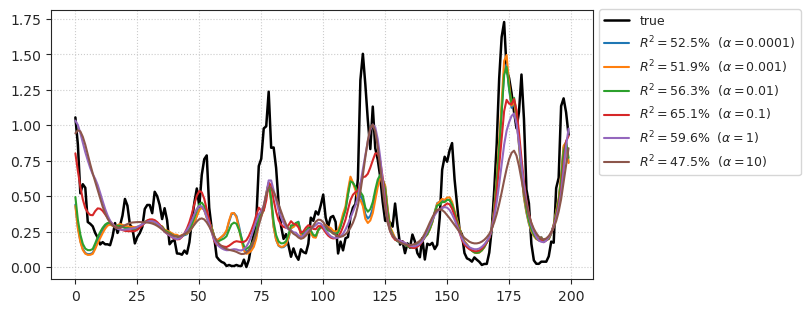 1.75
1.50
1.25
1.00
0.75
0.50
0.25
0.00
0 25 50 75 100 125 150 175 200
true
R² = 52.5% (α = 0.0001)
R² = 51.9% (α = 0.001)
R² = 56.3% (α = 0.01)
R² = 65.1% (α = 0.1)
R² = 59.6% (α = 1)
R² = 47.5% (α = 10)